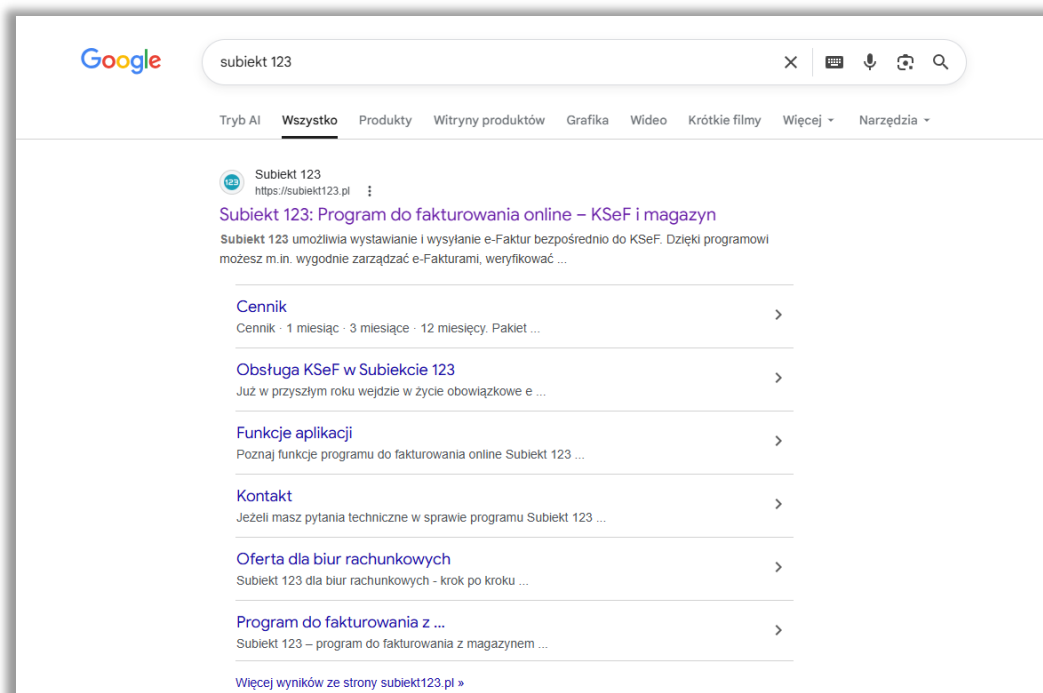 Google
subiekt 123
Tryb AI Wszystko Produkty Witryny produktów Grafika Wideo Krótkie filmy Więcej Narzędzia
123
Subiekt 123
https://subiekt123.pl
Subiekt 123: Program do fakturowania online – KSeF i magazyn
Subiekt 123 umożliwia wystawianie i wysyłanie e-Faktur bezpośrednio do KSeF. Dzięki programowi
możesz m.in. wygodnie zarządzać e-Fakturami, weryfikować ...
Cennik
Cennik · 1 miesiąc · 3 miesiące · 12 miesięcy. Pakiet ...
Obsługa KSeF w Subiekcie 123
Już w przyszłym roku wejdzie w życie obowiązkowe e ...
Funkcje aplikacji
Poznaj funkcje programu do fakturowania online Subiekt 123 ...
Kontakt
Jeżeli masz pytania techniczne w sprawie programu Subiekt 123 ...
Oferta dla biur rachunkowych
Subiekt 123 dla biur rachunkowych - krok po kroku ...
Program do fakturowania z ...
Subiekt 123 – program do fakturowania z magazynem ...
Więcej wyników ze strony subiekt123.pl »